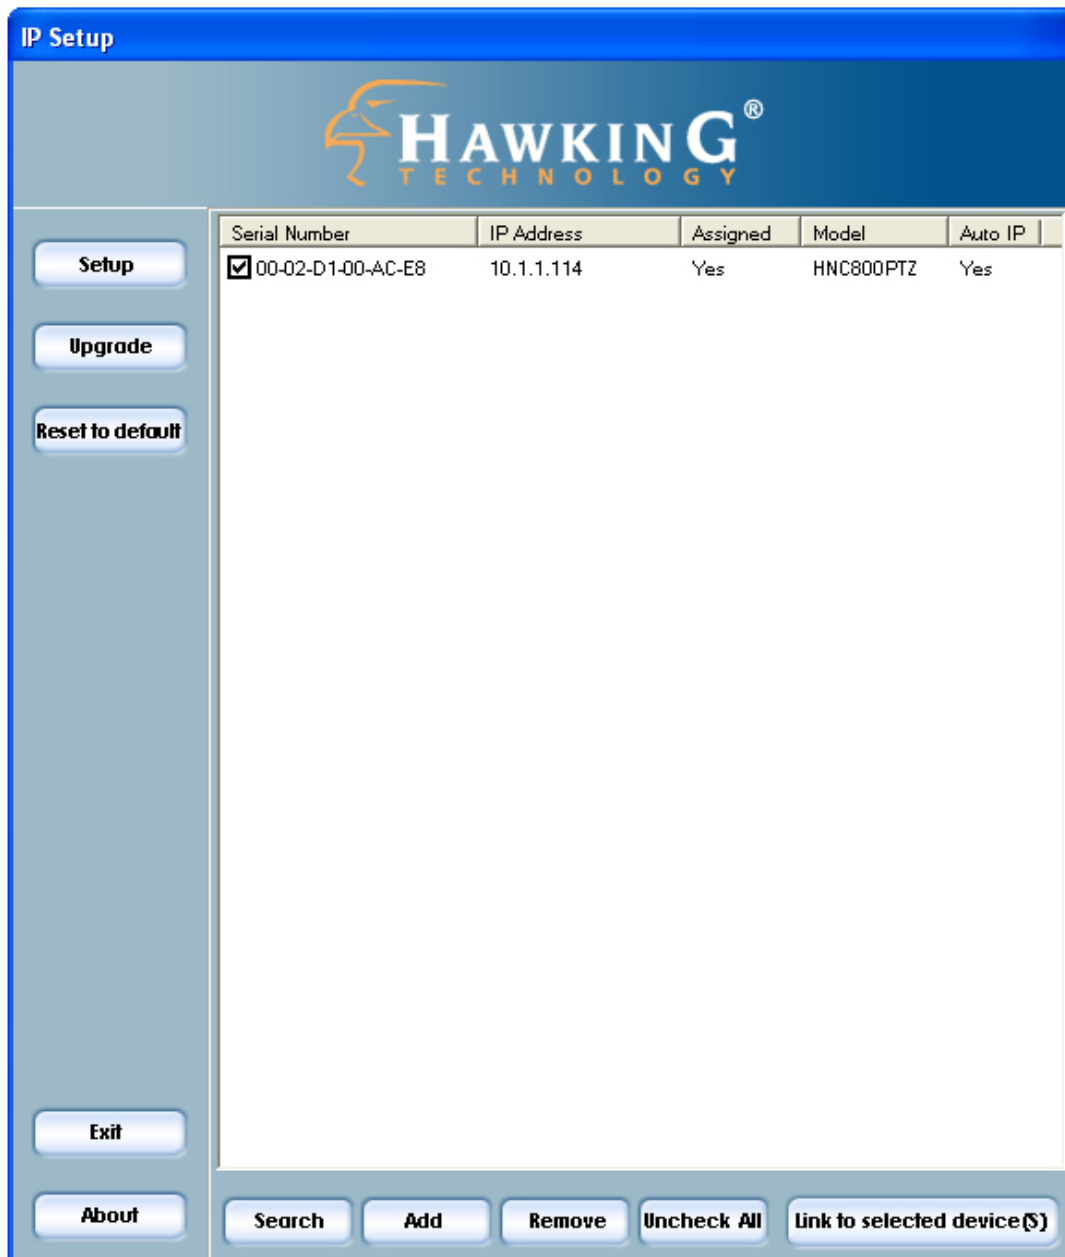 IP Setup
HAWKING®
TECHNOLOGY
Serial Number IP Address Assigned Model Auto IP
00-02-D1-00-AC-E8 10.1.1.114 Yes HNC800PTZ Yes
Setup
Upgrade
Reset to default
Exit
About
Search Add Remove Uncheck All Link to selected device(S)